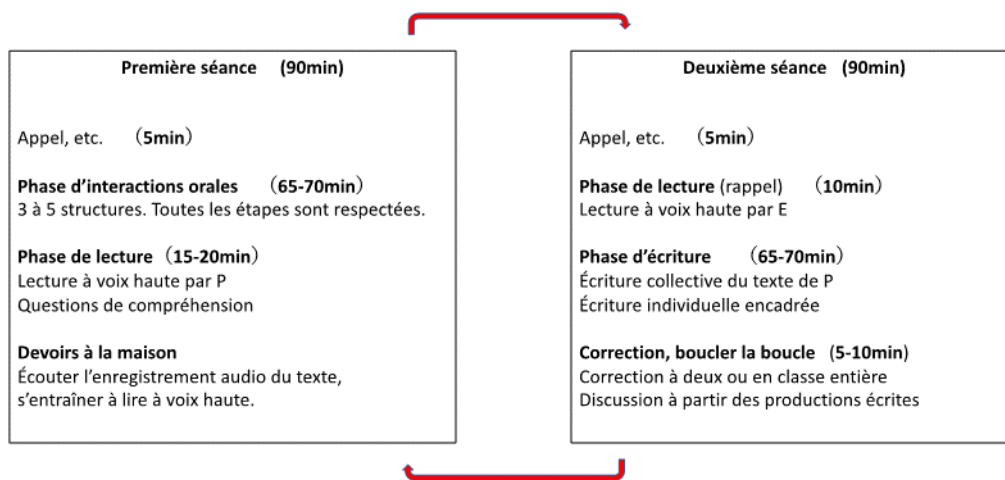 Première séance (90min)
Appel, etc. （5min）
Phase d’interactions orales （65-70min）
3 à 5 structures. Toutes les étapes sont respectées.
Phase de lecture（15-20min）
Lecture à voix haute par P
Questions de compréhension
Devoirs à la maison
Écouter l’enregistrement audio du texte,
s’entraîner à lire à voix haute.
Deuxième séance (90min)
Appel, etc. （5min）
Phase de lecture (rappel) （10min）
Lecture à voix haute par E
Phase d’écriture （65-70min）
Écriture collective du texte de P
Écriture individuelle encadrée
Correction, boucler la boucle (5-10min)
Correction à deux ou en classe entière
Discussion à partir des productions écrites